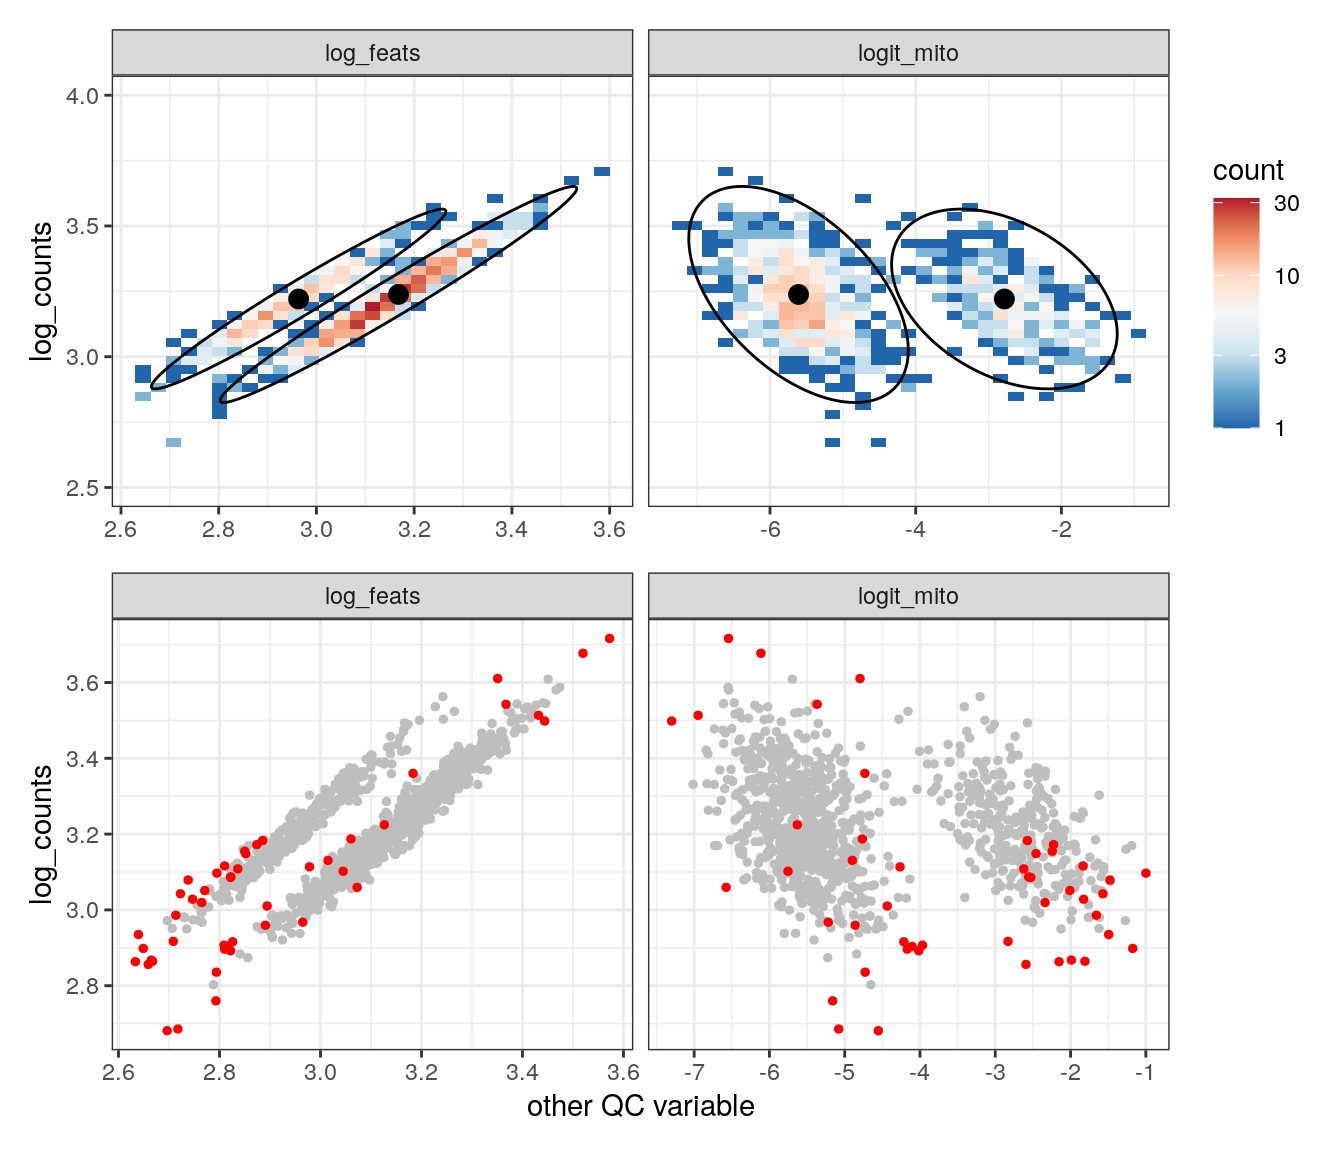 log_feats
logit_mito
4.0
3.5
3.0
2.5
log_counts
2.6 2.8 3.0 3.2 3.4 3.6
-6 -4 -2
count
30
10
3
1
log_feats
logit_mito
3.6
3.4
3.2
3.0
2.8
log_counts
2.6 2.8 3.0 3.2 3.4 3.6
-7 -6 -5 -4 -3 -2 -1
other QC variable